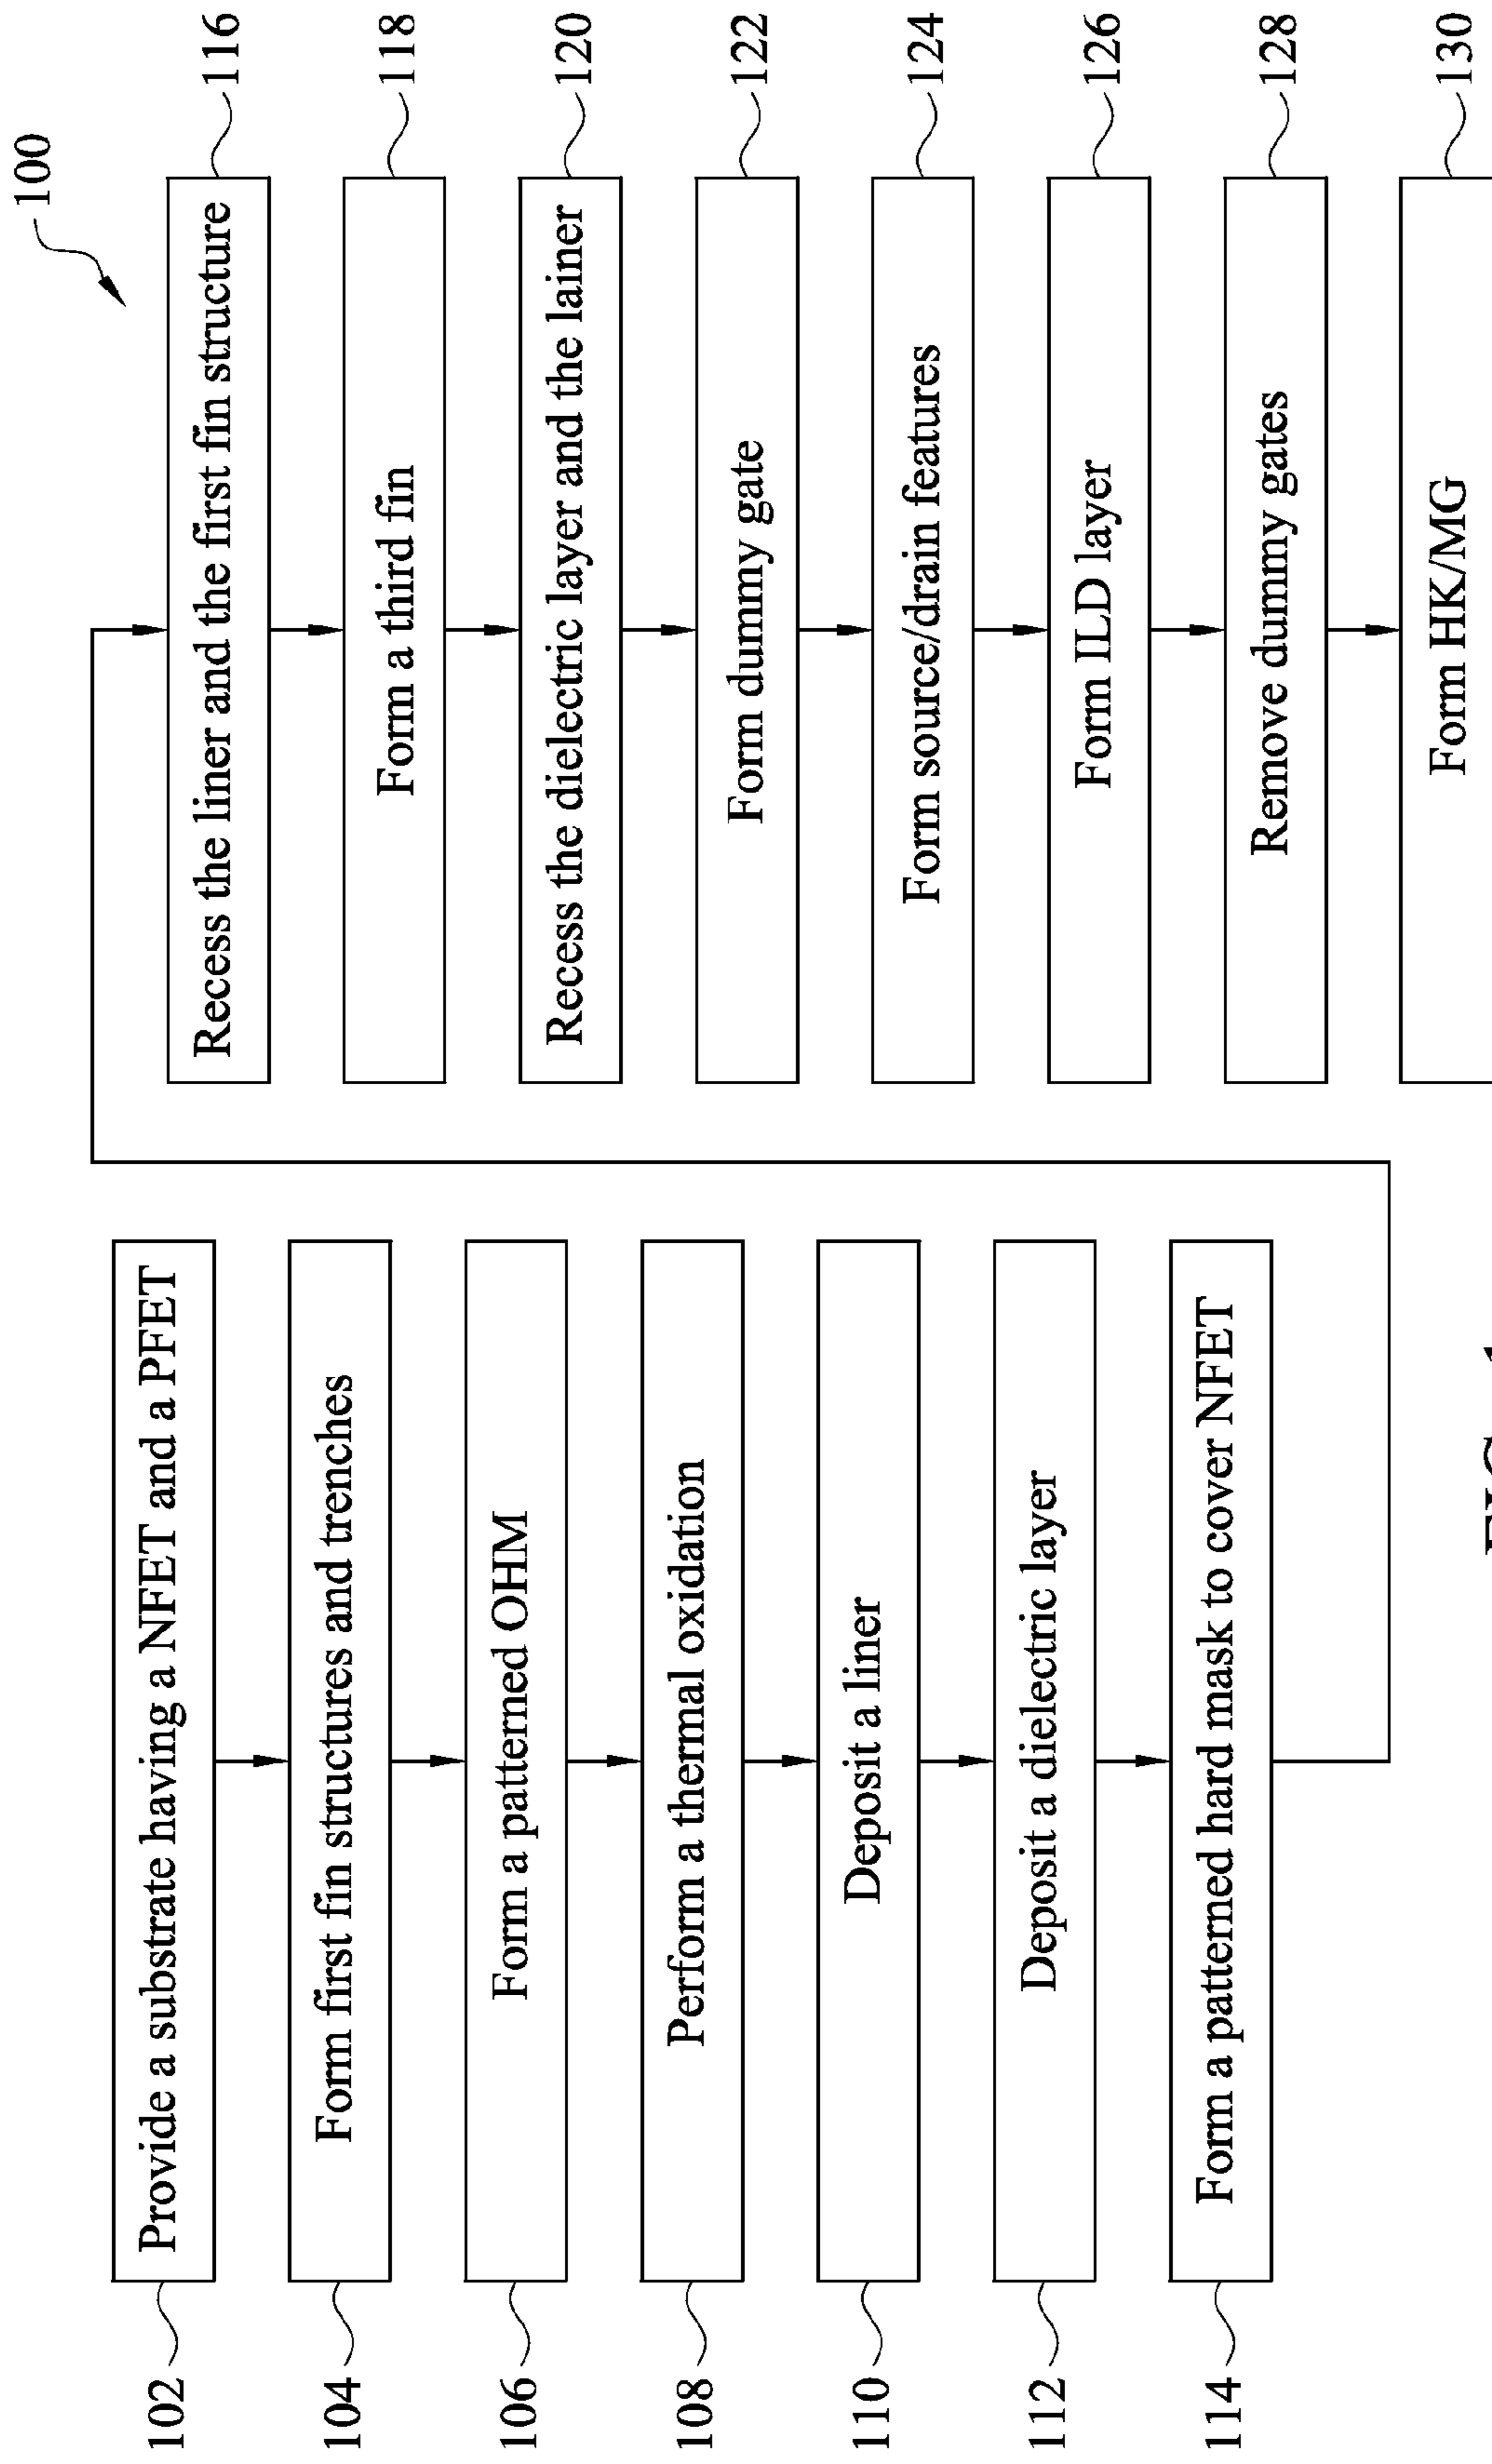 100
102
Provide a substrate having a NFET and a PFET
104
Form first fin structures and trenches
106
Form a patterned OHM
108
Perform a thermal oxidation
110
Deposit a liner
112
Deposit a dielectric layer
114
Form a patterned hard mask to cover NFET
Recess the liner and the first fin structure
116
Form a third fin
118
Recess the dielectric layer and the lainer
120
Form dummy gate
122
Form source/drain features
124
Form ILD layer
126
Remove dummy gates
128
Form HK/MG
130